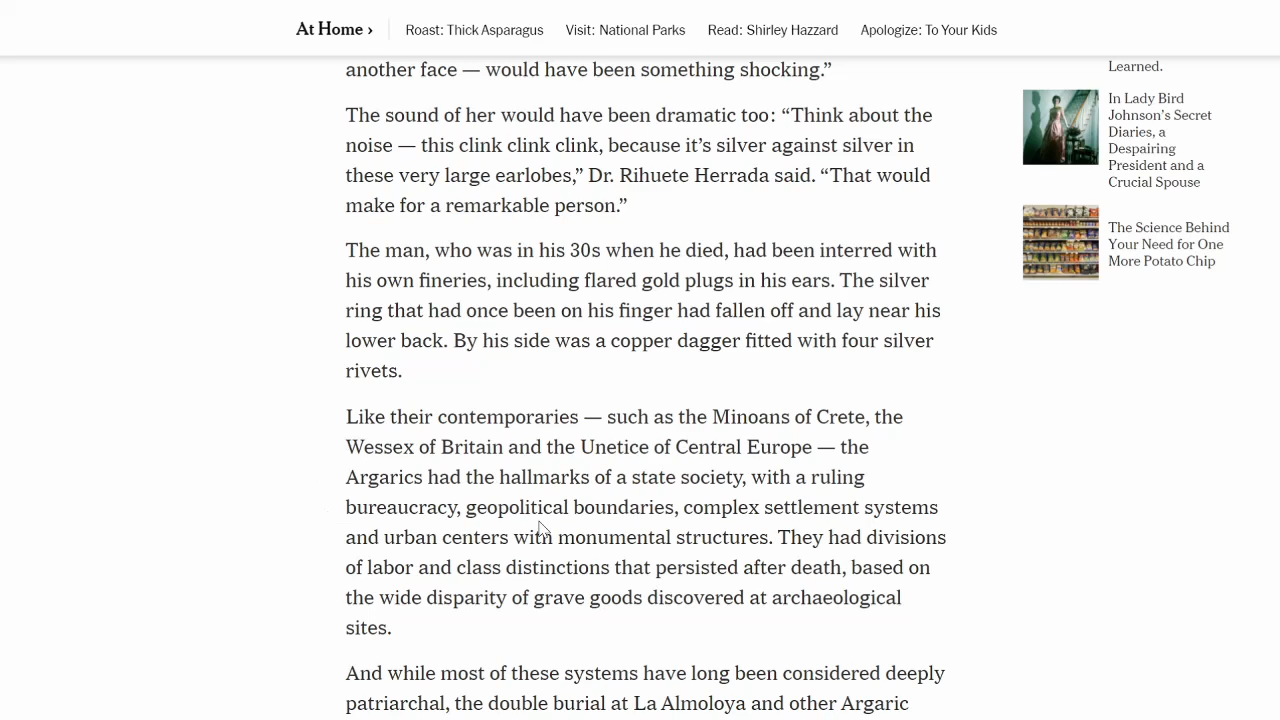 At Home › Roast: Thick Asparagus Visit: National Parks Read: Shirley Hazzard Apologize: To Your Kids
another face — would have been something shocking.”
The sound of her would have been dramatic too: “Think about the
noise — this clink clink clink, because it’s silver against silver in
these very large earlobes,” Dr. Rihuete Herrada said. “That would
make for a remarkable person.”
The man, who was in his 30s when he died, had been interred with
his own fineries, including flared gold plugs in his ears. The silver
ring that had once been on his finger had fallen off and lay near his
lower back. By his side was a copper dagger fitted with four silver
rivets.
Like their contemporaries — such as the Minoans of Crete, the
Wessex of Britain and the Unetice of Central Europe — the
Argarics had the hallmarks of a state society, with a ruling
bureaucracy, geopolitical boundaries, complex settlement systems
and urban centers with monumental structures. They had divisions
of labor and class distinctions that persisted after death, based on
the wide disparity of grave goods discovered at archaeological
sites.
And while most of these systems have long been considered deeply
patriarchal, the double burial at La Almoloya and other Argaric
Learned.
In Lady Bird
Johnson’s Secret
Diaries, a
Despairing
President and a
Crucial Spouse
The Science Behind
Your Need for One
More Potato Chip